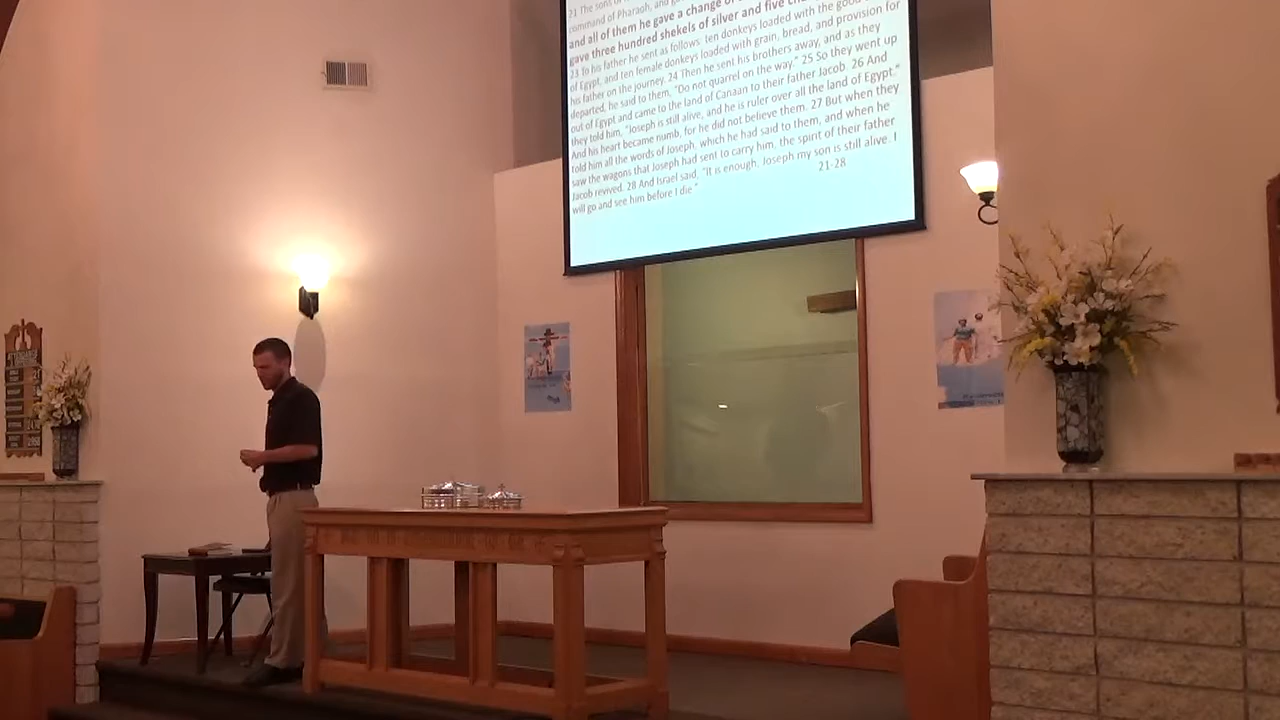 21 The sons of
command of Pharaoh, and
and all of them he gave a change of
gave three hundred shekels of silver and five
23 To his father he sent as follows: ten donkeys loaded with the good
of Egypt, and ten female donkeys loaded with grain, bread, and provision for
his father on the journey. 24 Then he sent his brothers away, and as they
departed, he said to them, "Do not quarrel on the way." 25 So they went up
out of Egypt and came to the land of Canaan to their father Jacob. 26 And
they told him, "Joseph is still alive, and he is ruler over all the land of Egypt."
And his heart became numb, for he did not believe them. 27 But when they
told him all the words of Joseph, which he had said to them, and when he
saw the wagons that Joseph had sent to carry him, the spirit of their father
Jacob revived. 28 And Israel said, "It is enough, Joseph my son is still alive. I
will go and see him before I die."
21-28